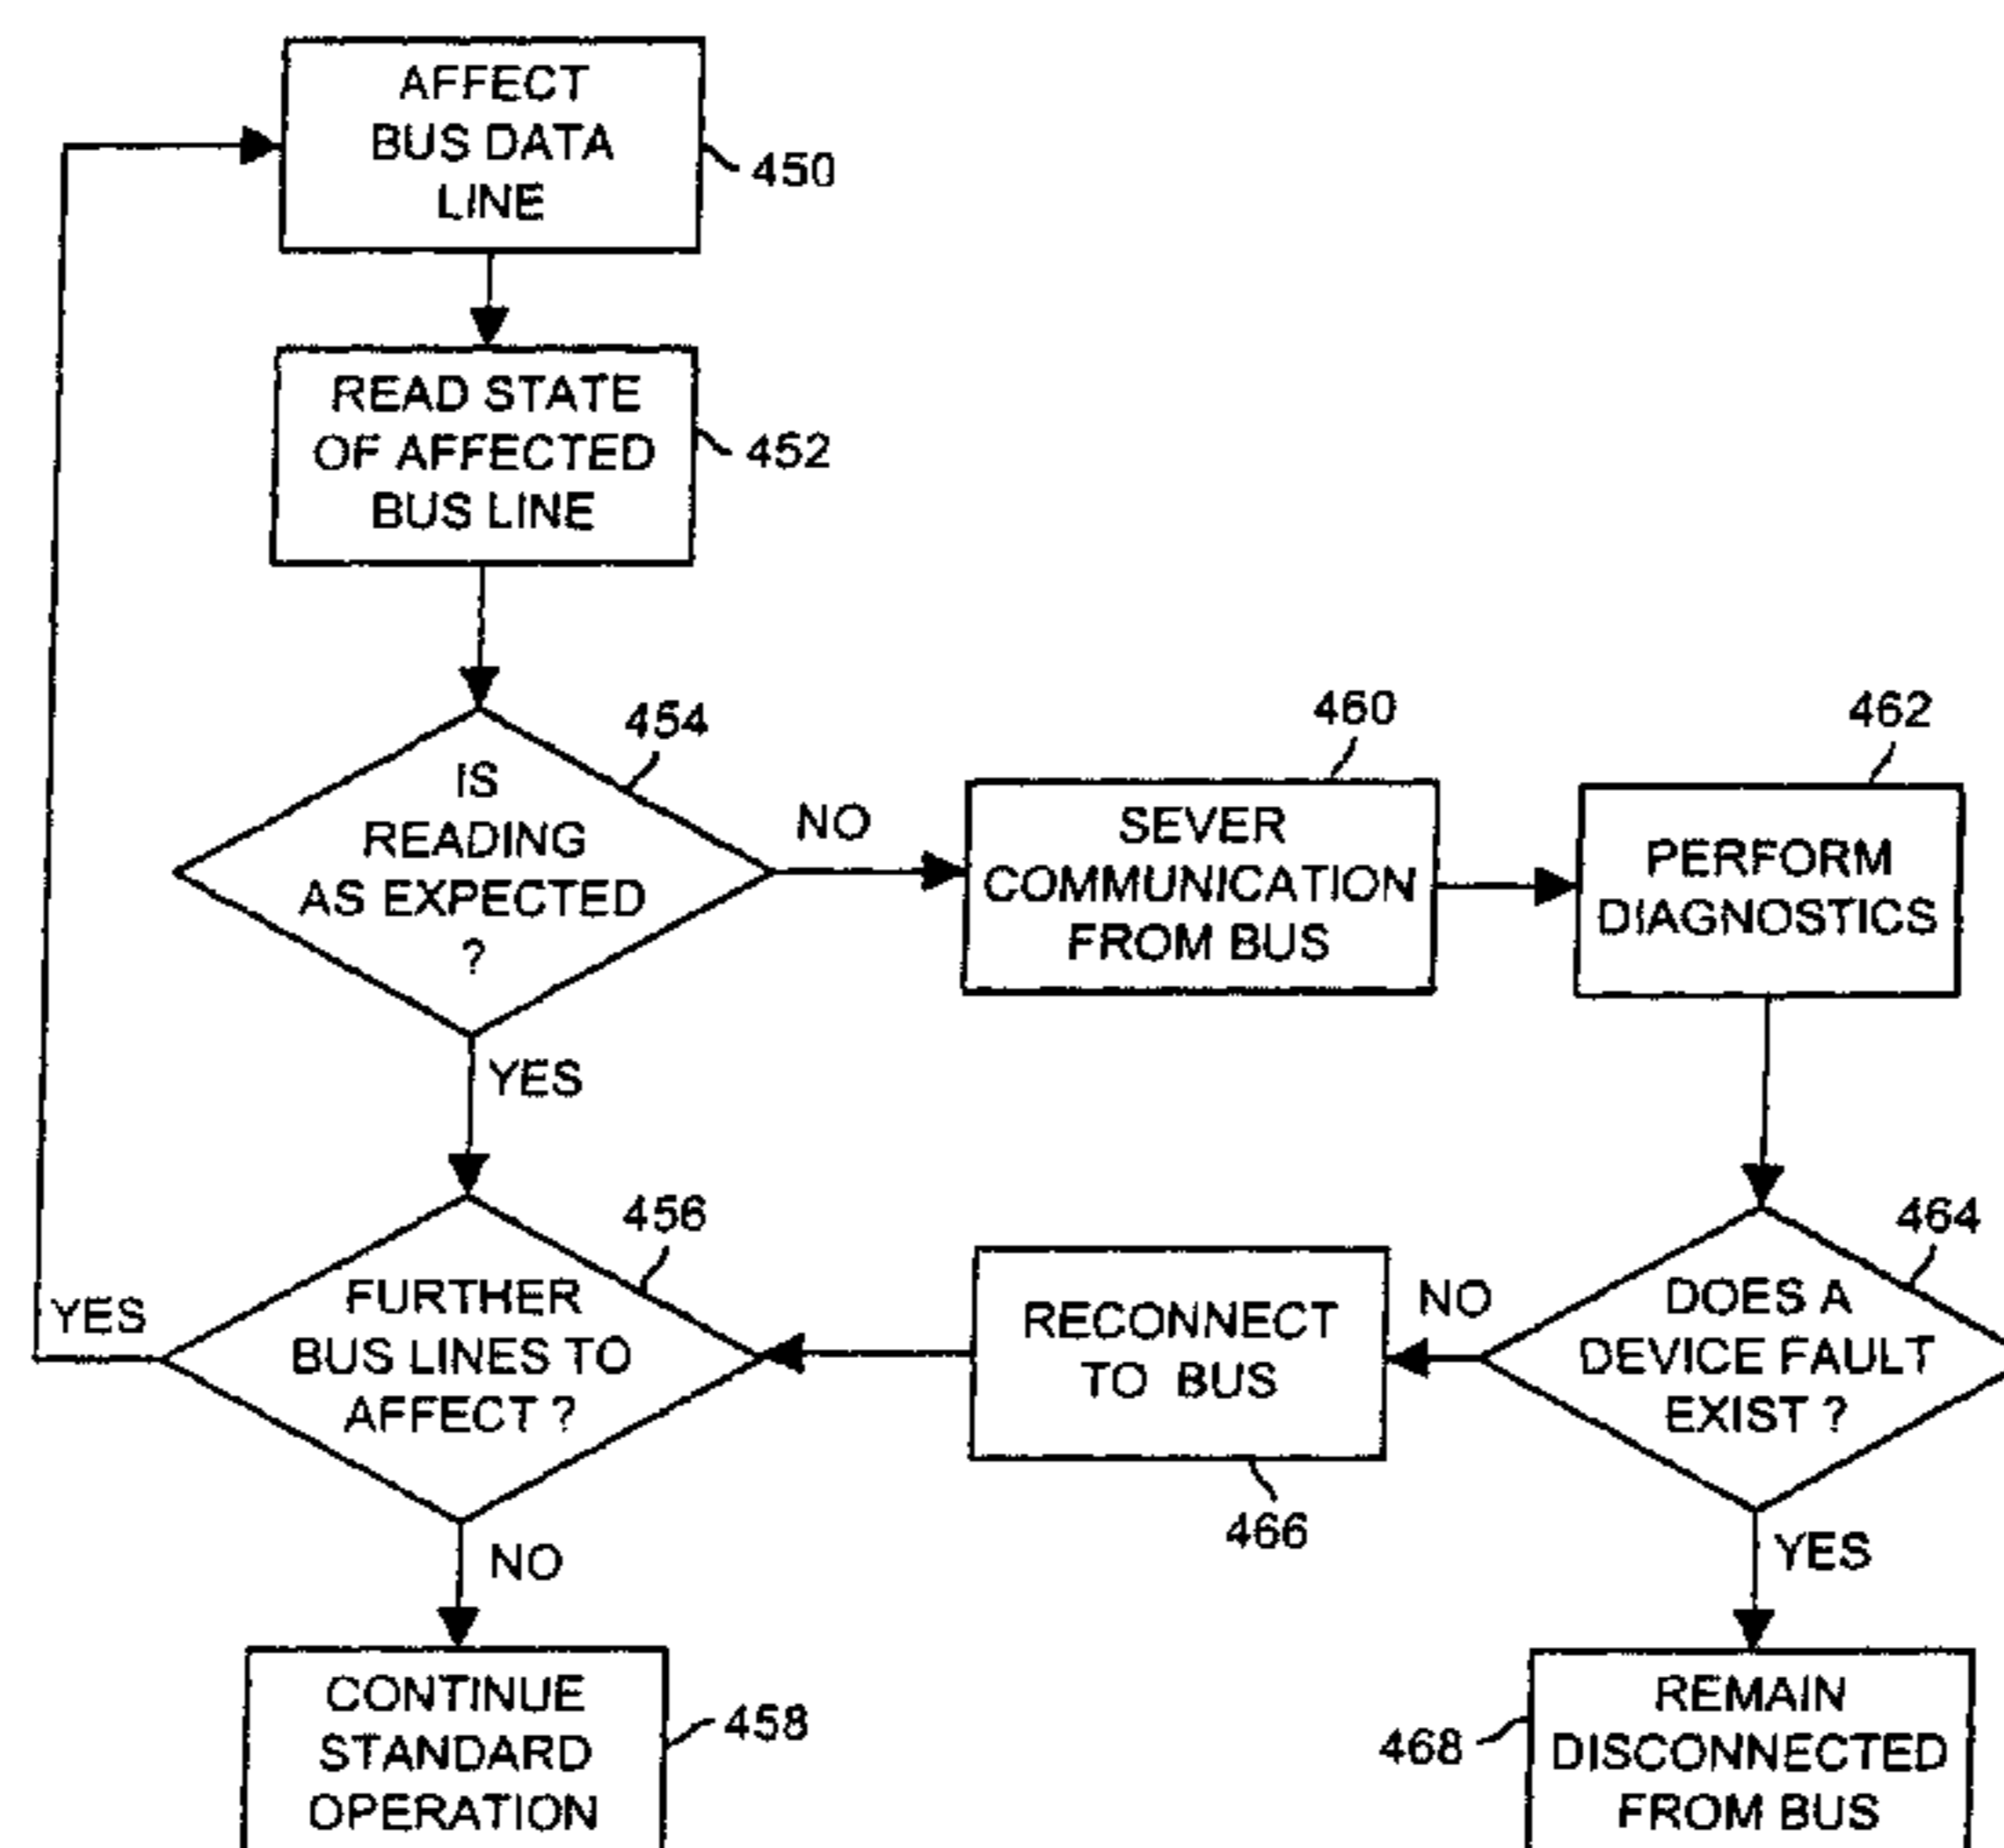 AFFECT
BUS DATA
LINE
450
READ STATE
OF AFFECTED
BUS LINE
452
454
IS
READING
AS EXPECTED
?
NO
YES
460
SEVER
COMMUNICATION
FROM BUS
462
PERFORM
DIAGNOSTICS
456
FURTHER
BUS LINES TO
AFFECT ?
YES
NO
RECONNECT
TO BUS
466
NO
464
DOES A
DEVICE FAULT
EXIST ?
YES
CONTINUE
STANDARD
OPERATION
458
468
REMAIN
DISCONNECTED
FROM BUS